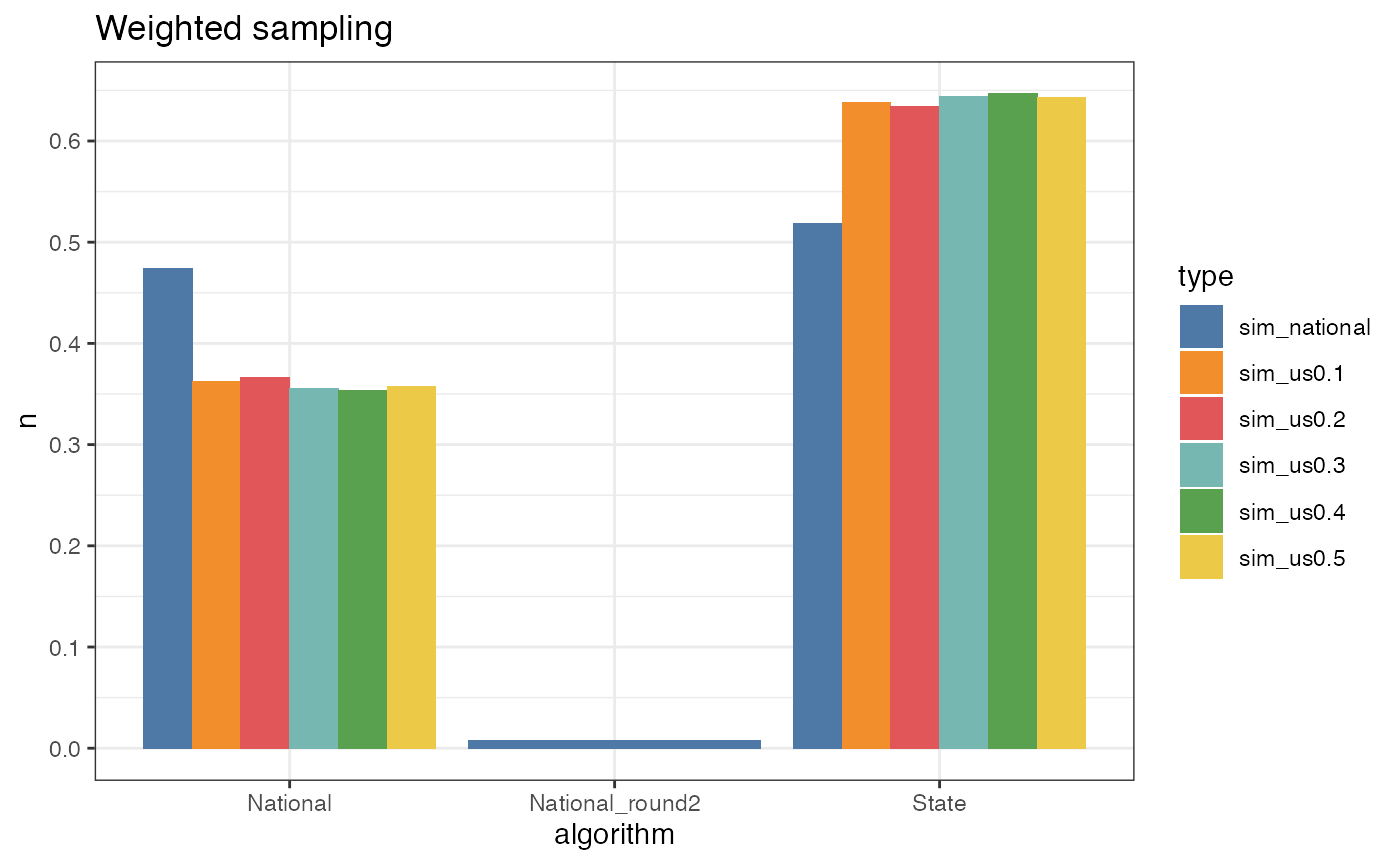 Weighted sampling
n
0.6
0.5
0.4
0.3
0.2
0.1
0.0
National
National_round2
State
algorithm
type
sim_national
sim_us0.1
sim_us0.2
sim_us0.3
sim_us0.4
sim_us0.5